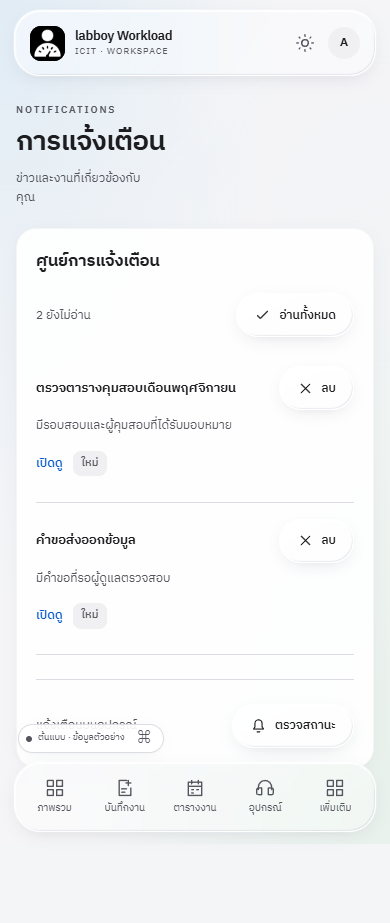 labboy Workload
ICIT · WORKSPACE
A
NOTIFICATIONS
การแจ้งเตือน
ข่าวและงานที่เกี่ยวข้องกับ
คุณ
ศูนย์การแจ้งเตือน
2 ยังไม่อ่าน
อ่านทั้งหมด
ตรวจตารางคุมสอบเดือนพฤศจิกายน
ลบ
มีรอบสอบและผู้คุมสอบที่ได้รับมอบหมาย
เปิดดู
ใหม่
คำขอส่งออกข้อมูล
ลบ
มีคำขอที่รอผู้ดูแลตรวจสอบ
เปิดดู
ใหม่
ตรวจสถานะ
ต้นแบบ · ข้อมูลตัวอย่าง
ภาพรวม
บันทึกงาน
ตารางงาน
อุปกรณ์
เพิ่มเติม